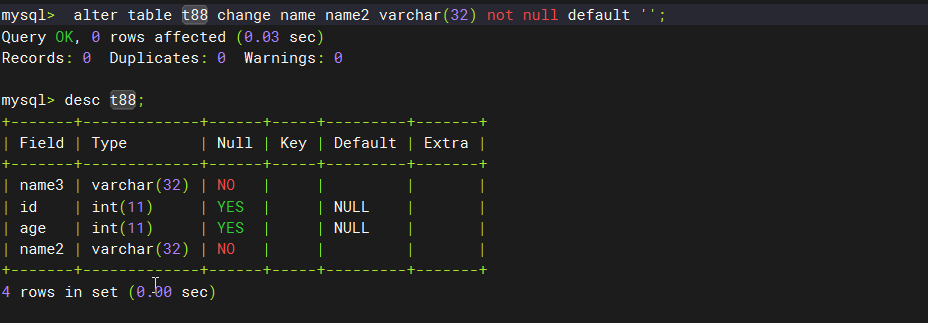 mysql>  alter table t88 change name name2 varchar(32) not null default '';
Query OK, 0 rows affected (0.03 sec)
Records: 0  Duplicates: 0  Warnings: 0
mysql> desc t88;
+-------+-------------+------+-----+---------+-------+
| Field | Type        | Null | Key | Default | Extra |
+-------+-------------+------+-----+---------+-------+
| name3 | varchar(32) | NO   |     |         |       |
| id    | int(11)     | YES  |     | NULL    |       |
| age   | int(11)     | YES  |     | NULL    |       |
| name2 | varchar(32) | NO   |     |         |       |
+-------+-------------+------+-----+---------+-------+
4 rows in set (0.00 sec)